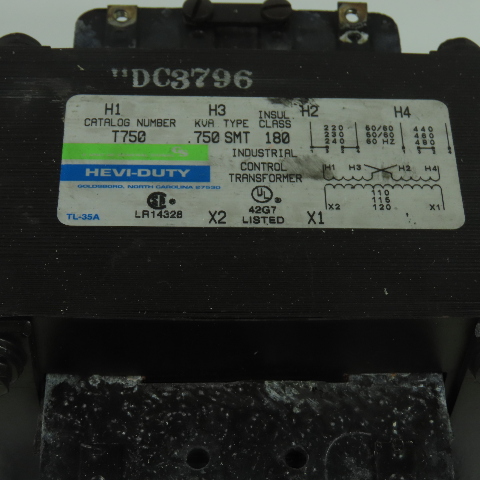 "DC3796
H1 H3 INSUL H2 H4
CATALOG NUMBER KVA TYPE CLASS
T750 .750 SMT 180
220 50/60 440
230 50/60 460
240 60 HZ 480
INDUSTRIAL
CONTROL
TRANSFORMER
H1 H3 H2 H4
HEVI-DUTY
GOLDSBORO, NORTH CAROLINA 27530
110
115
X2 120 X1
TL-35A LR14328 X2 UL 42G7 LISTED X1